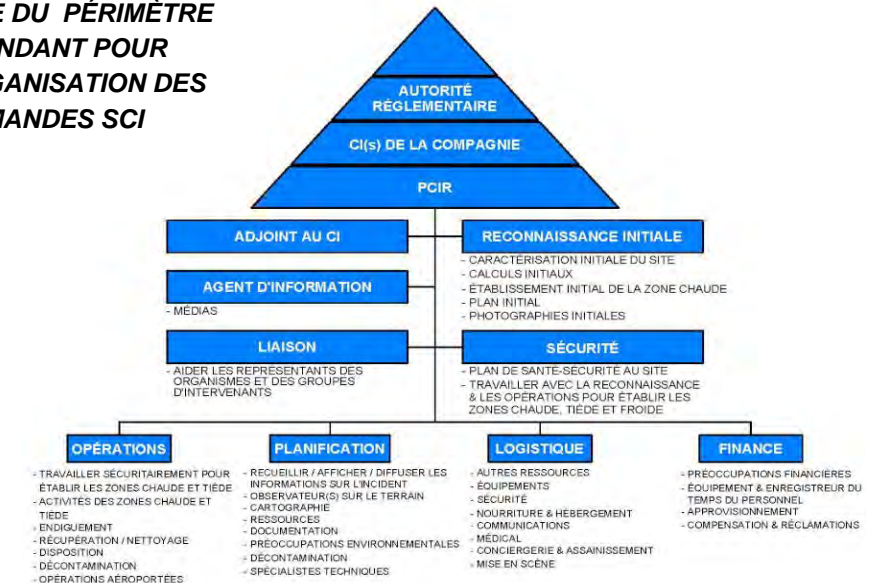 E DU PÉRIMÈTRE
NDANT POUR
GANISATION DES
MANDES SCI
AUTORITÉ
RÉGLEMENTAIRE
CI(s) DE LA COMPAGNIE
PCIR
ADJOINT AU CI
RECONNAISSANCE INITIALE
- CARACTÉRISATION INITIALE DU SITE
- CALCULS INITIAUX
- ÉTABLISSEMENT INITIAL DE LA ZONE CHAUDE
- PLAN INITIAL
- PHOTOGRAPHIES INITIALES
AGENT D'INFORMATION
- MÉDIAS
LIAISON
- AIDER LES REPRÉSENTANTS DES
ORGANISMES ET DES GROUPES
D'INTERVENANTS
SÉCURITÉ
- PLAN DE SANTÉ-SÉCURITÉ AU SITE
- TRAVAILLER AVEC LA RECONNAISSANCE
& LES OPÉRATIONS POUR ÉTABLIR LES
ZONES CHAUDE, TIÈDE ET FROIDE
OPÉRATIONS
- TRAVAILLER SÉCURITAIREMENT POUR
ÉTABLIR LES ZONES CHAUDE ET TIÈDE
- ACTIVITÉS DES ZONES CHAUDE ET
TIÈDE
- ENDIGUEMENT
- RÉCUPÉRATION / NETTOYAGE
- DISPOSITION
- DÉCONTAMINATION
- OPÉRATIONS AÉROPORTÉES
PLANIFICATION
- RECUEILLIR / AFFICHER / DIFFUSER LES
INFORMATIONS SUR L'INCIDENT
- OBSERVATEUR(S) SUR LE TERRAIN
- CARTOGRAPHIE
- RESSOURCES
- DOCUMENTATION
- PRÉOCCUPATIONS ENVIRONNEMENTALES
- DÉCONTAMINATION
- SPÉCIALISTES TECHNIQUES
LOGISTIQUE
- AUTRES RESSOURCES
- ÉQUIPEMENTS
- SÉCURITÉ
- NOURRITURE & HÉBERGEMENT
- COMMUNICATIONS
- MÉDICAL
- CONCIERGERIE & ASSAINISSEMENT
- MISE EN SCÈNE
FINANCE
- PRÉOCCUPATIONS FINANCIÈRES
- ÉQUIPEMENT & ENREGISTREUR DU
TEMPS DU PERSONNEL
- APPROVISIONNEMENT
- COMPENSATION & RÉCLAMATIONS